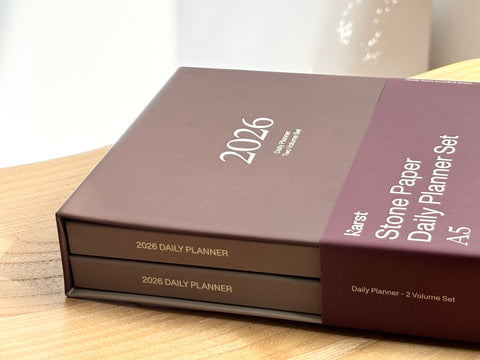 2026
Daily Planner
Two Volume Set
2026 DAILY PLANNER
2026 DAILY PLANNER
karst
Stone Paper
Daily Planner Set
A5
Daily Planner - 2 Volume Set